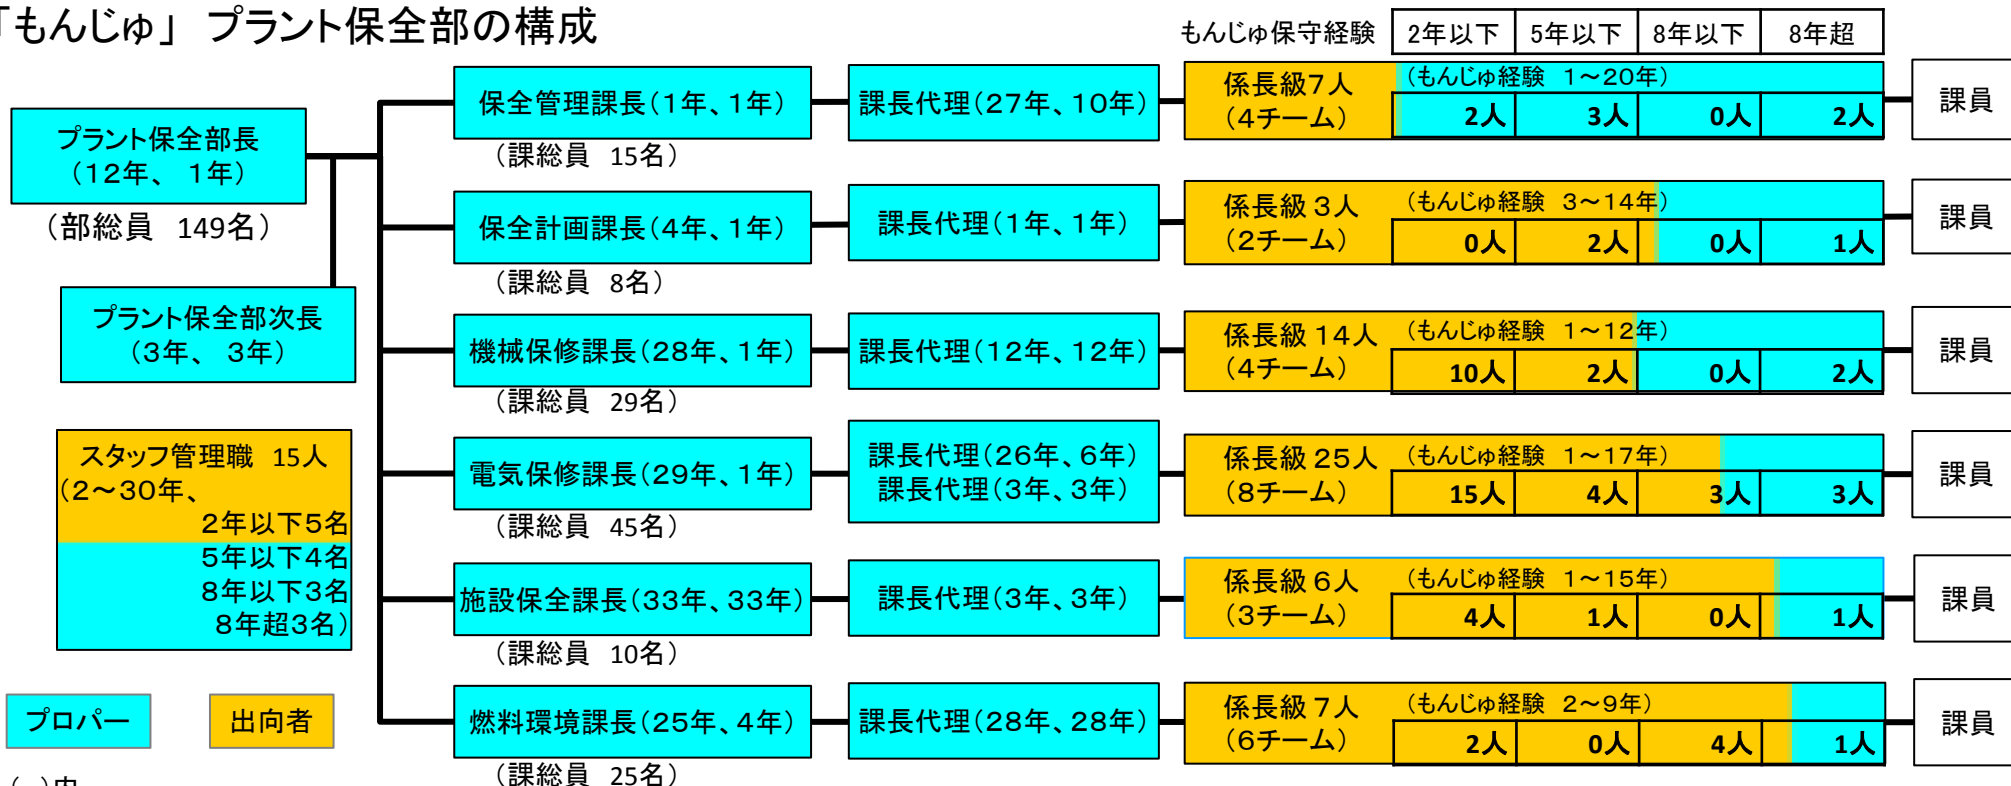 「もんじゅ」 プラント保全部の構成
もんじゅ保守経験 2年以下 5年以下 8年以下 8年超
プラント保全部長
(12年、 1年)
(部総員 149名)
プラント保全部次長
(3年、 3年)
スタッフ管理職 15人
(2～30年、
2年以下5名
5年以下4名
8年以下3名
8年超3名)
プロパー 出向者
保全管理課長(1年、1年)
(課総員 15名)
課長代理(27年、10年)
係長級7人
(4チーム)
(もんじゅ経験 1～20年)
2人 3人 0人 2人
課員
保全計画課長(4年、1年)
(課総員 8名)
課長代理(1年、1年)
係長級 3人
(2チーム)
(もんじゅ経験 3～14年)
0人 2人 0人 1人
課員
機械保修課長(28年、1年)
(課総員 29名)
課長代理(12年、12年)
係長級 14人
(4チーム)
(もんじゅ経験 1～12年)
10人 2人 0人 2人
課員
電気保修課長(29年、1年)
(課総員 45名)
課長代理(26年、6年)
課長代理(3年、3年)
係長級 25人
(8チーム)
(もんじゅ経験 1～17年)
15人 4人 3人 3人
課員
施設保全課長(33年、33年)
(課総員 10名)
課長代理(3年、3年)
係長級 6人
(3チーム)
(もんじゅ経験 1～15年)
4人 1人 0人 1人
課員
燃料環境課長(25年、4年)
(課総員 25名)
課長代理(28年、28年)
係長級 7人
(6チーム)
(もんじゅ経験 2～9年)
2人 0人 4人 1人
課員